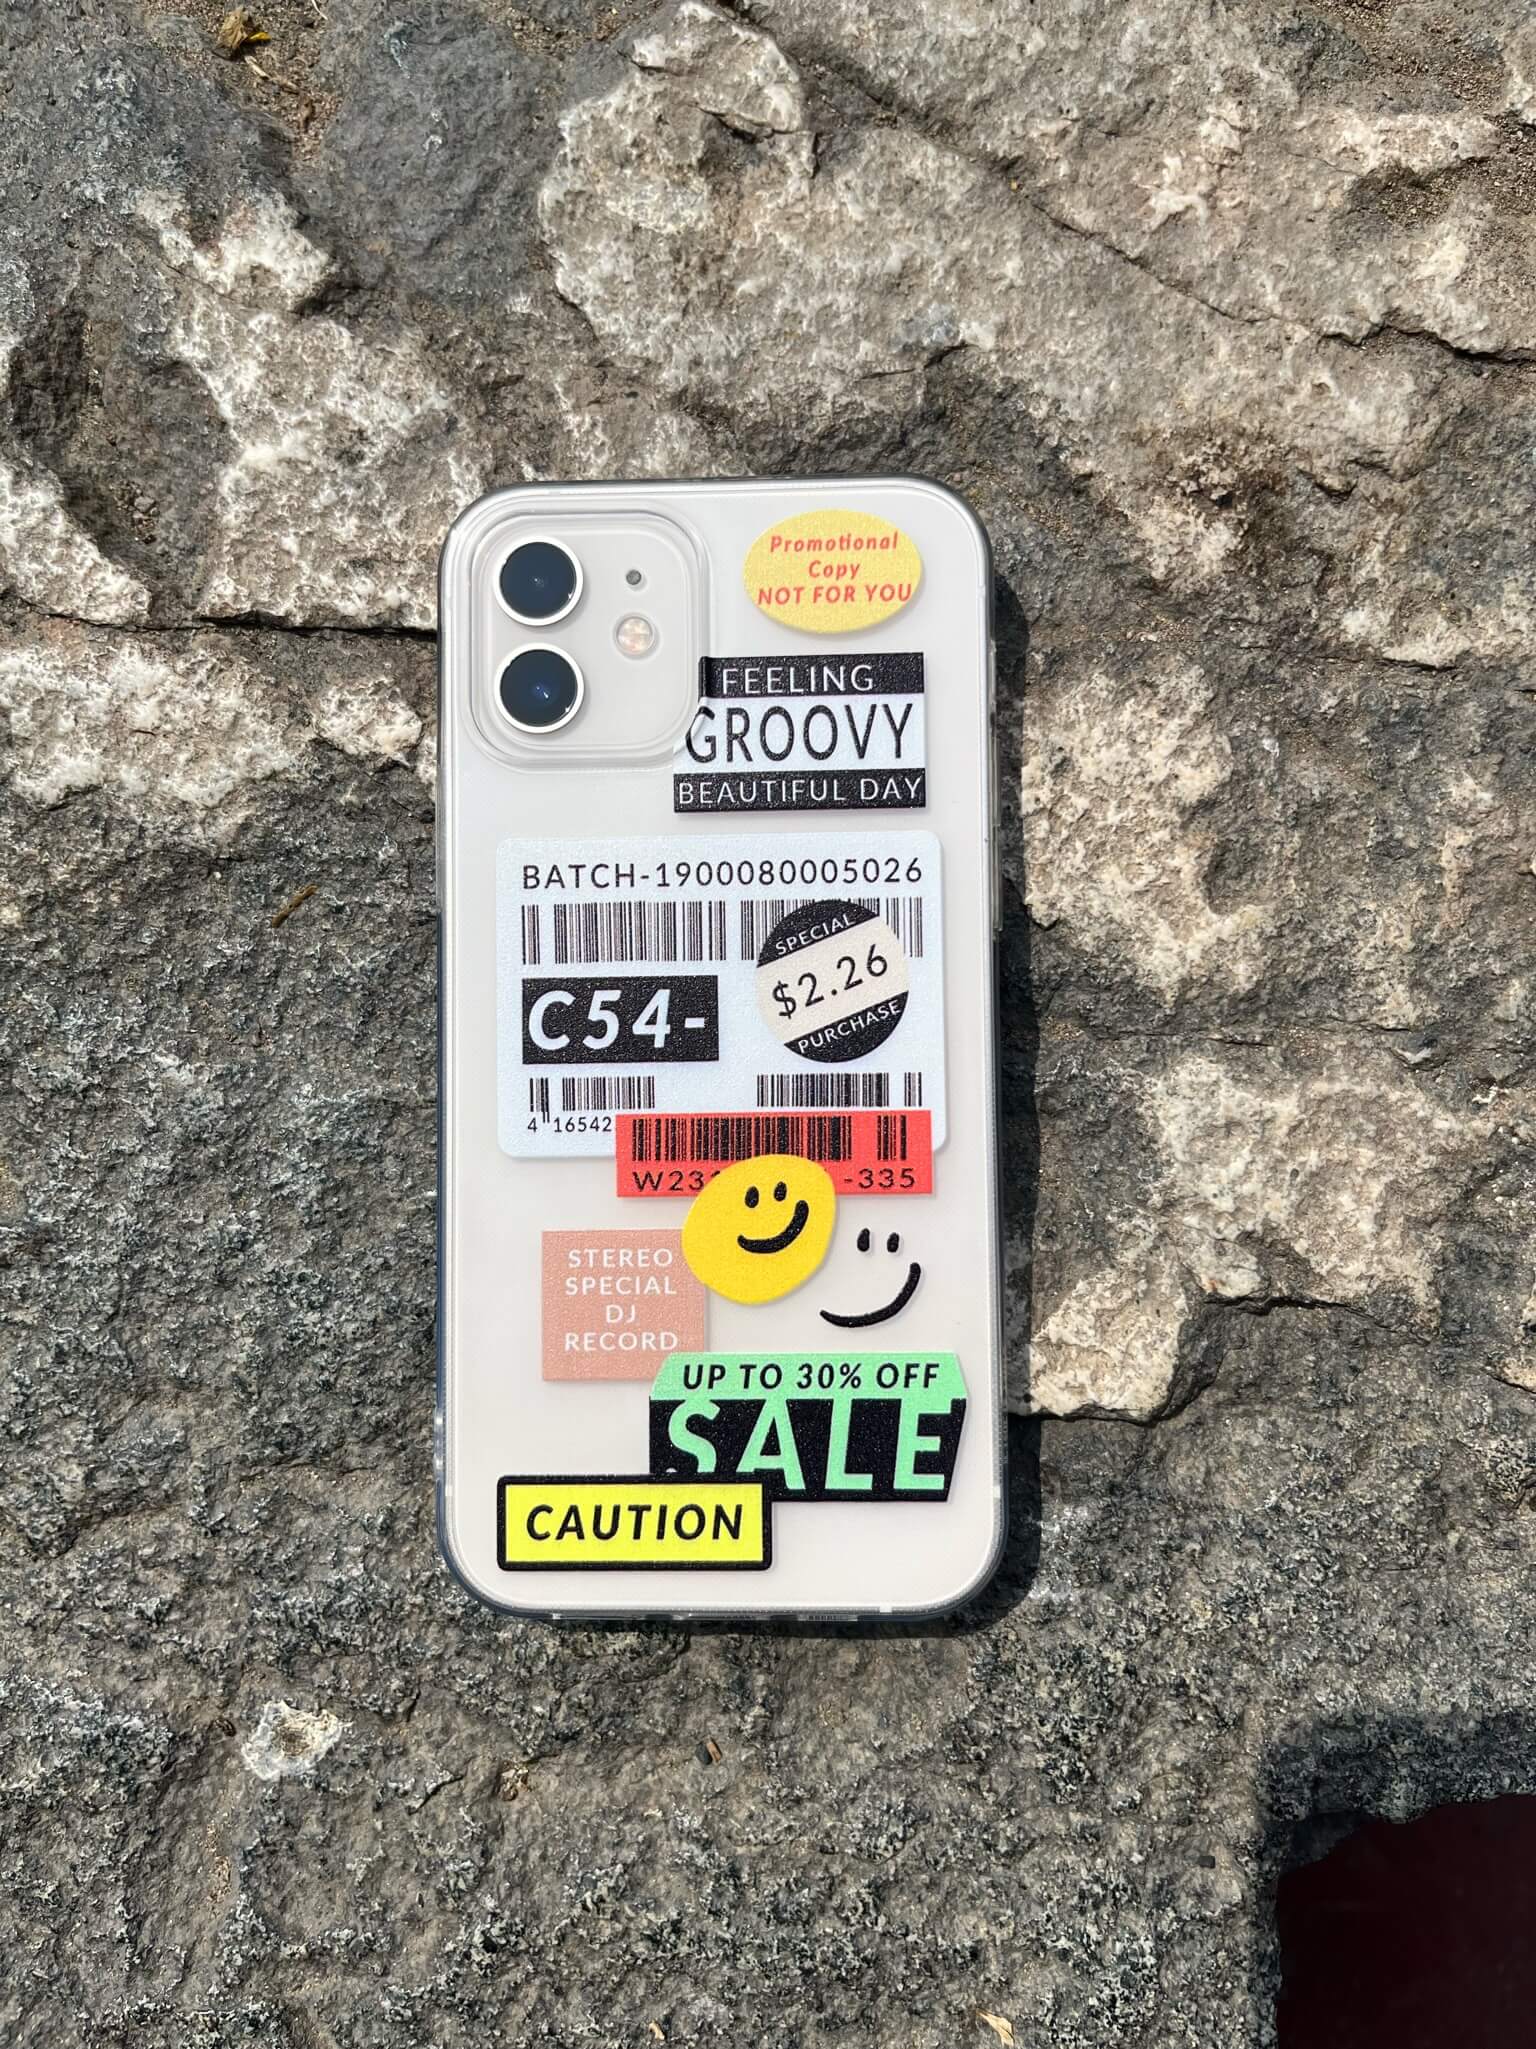 Promotional
Copy
NOT FOR YOU
FEELING
GROOVY
BEAUTIFUL DAY
BATCH-1900080005026
SPECIAL
$2.26
PURCHASE
C54-
4 16542
W23
-335
STEREO
SPECIAL
DJ
RECORD
UP TO 30% OFF
SALE
CAUTION